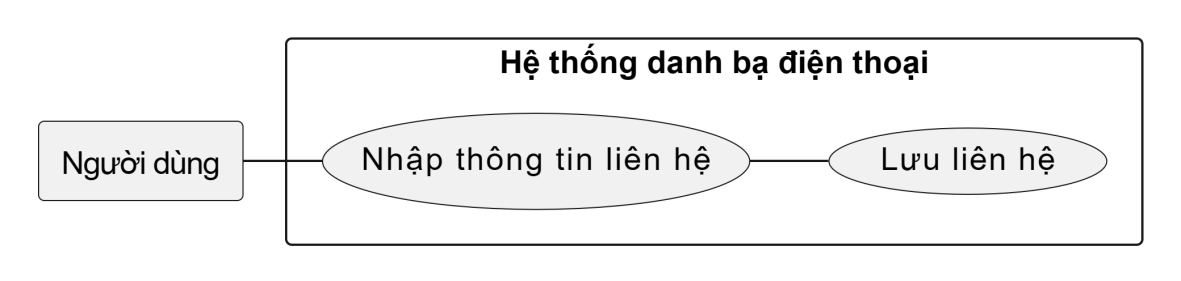 Hệ thống danh bạ điện thoại
Người dùng
Nhập thông tin liên hệ
Lưu liên hệ